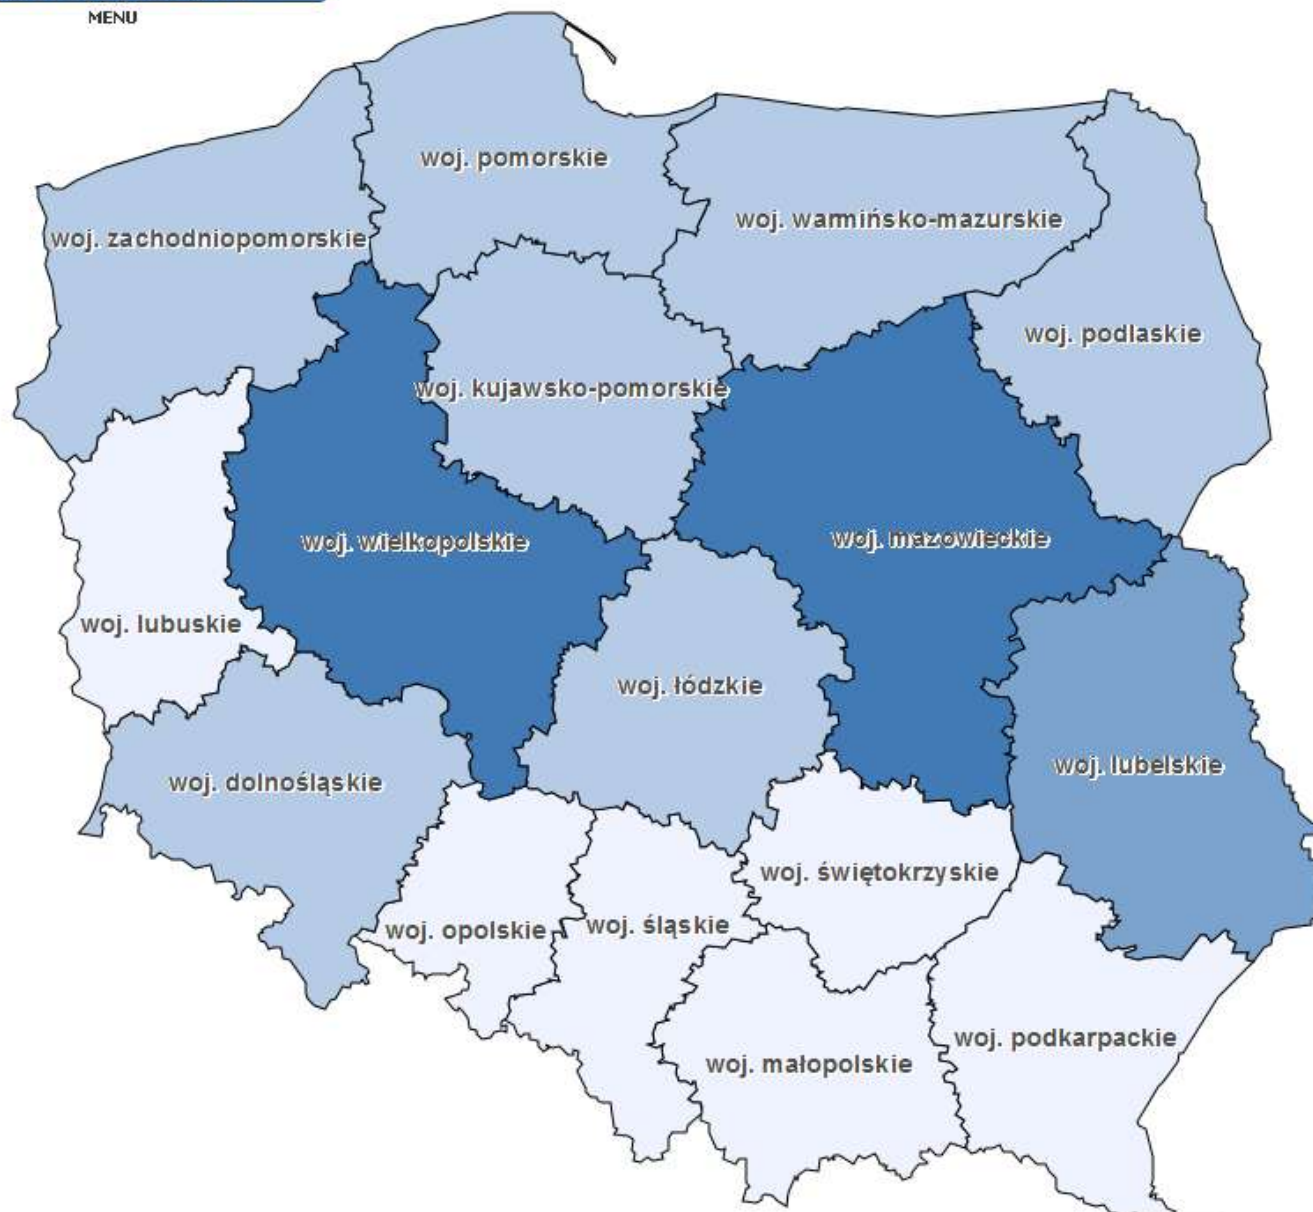 MENU
woj. pomorskie
woj. warmińsko-mazurskie
woj. zachodniopomorskie
woj. podlaskie
woj. kujawsko-pomorskie
woj. wielkopolskie
woj. mazowieckie
woj. lubuskie
woj. łódzkie
woj. lubelskie
woj. dolnośląskie
woj. świętokrzyskie
woj. opolskie
woj. śląskie
woj. podkarpackie
woj. małopolskie